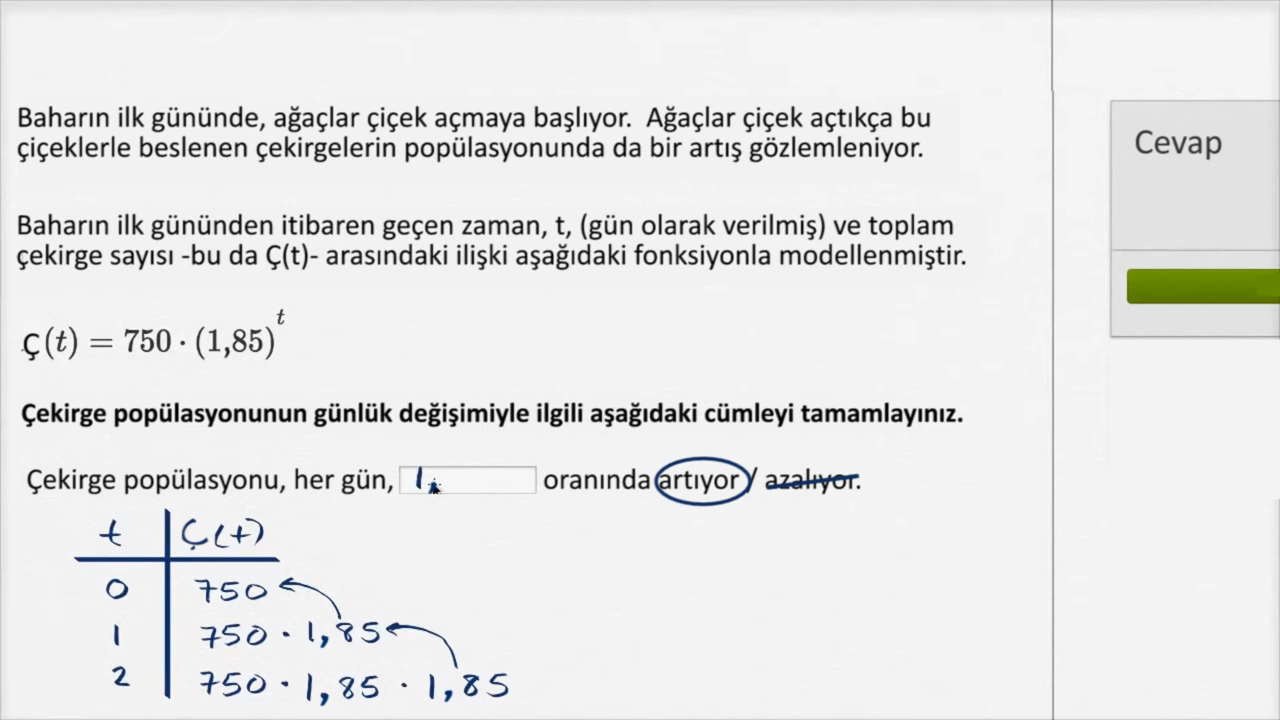 Baharın ilk gününde, ağaçlar çiçek açmaya başlıyor. Ağaçlar çiçek açtıkça bu
çiçeklerle beslenen çekirgelerin popülasyonunda da bir artış gözlemleniyor.
Baharın ilk gününden itibaren geçen zaman, t, (gün olarak verilmiş) ve toplam
çekirge sayısı -bu da Ç(t)- arasındaki ilişki aşağıdaki fonksiyonla modellenmiştir.
Ç(t) = 750 · (1,85)^t
Çekirge popülasyonunun günlük değişimiyle ilgili aşağıdaki cümleyi tamamlayınız.
Çekirge popülasyonu, her gün, 1, oranında artıyor / azalıyor.
t Ç(t)
0 750
1 750 · 1,85
2 750 · 1,85 · 1,85
Cevap